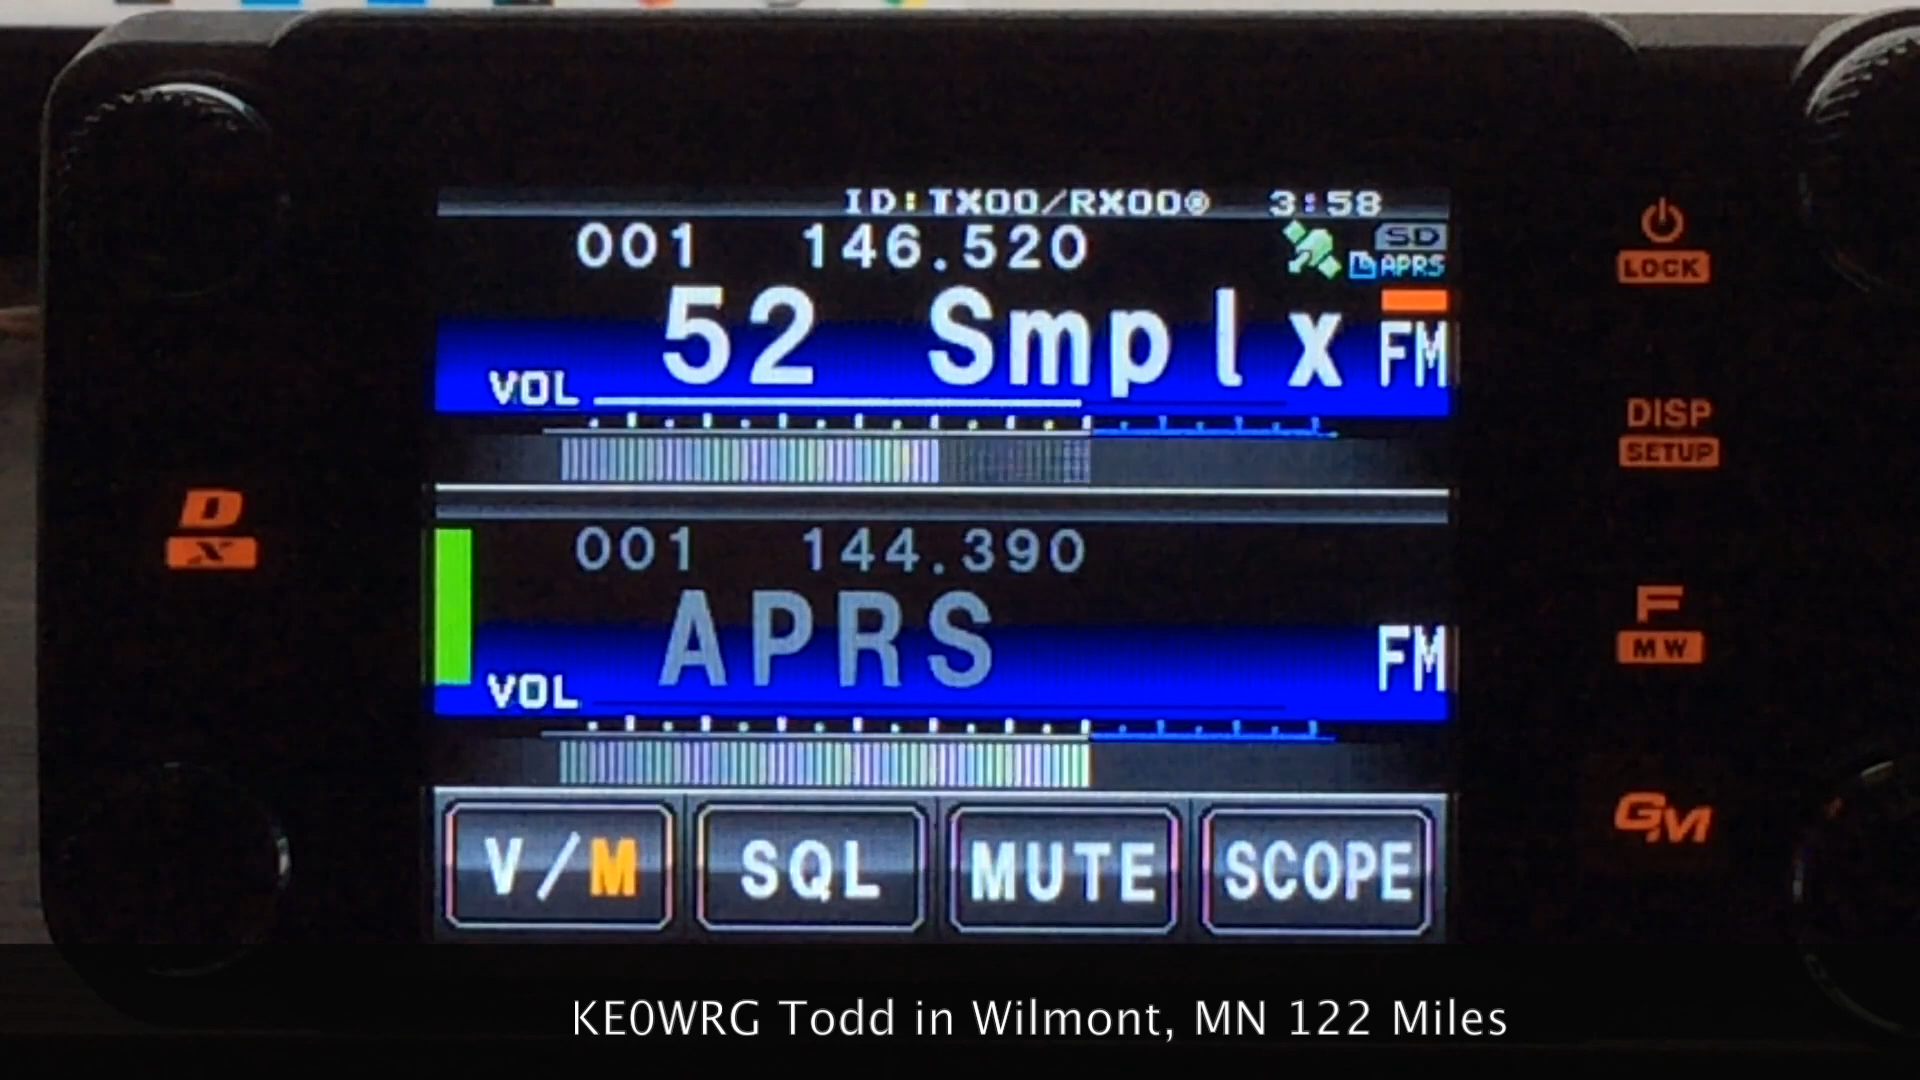 ID:TX00/RX00® 3:58
001 146.520 SD
APRS
52 Smplx FM
VOL
LOCK
DISP
SETUP
D
X
001 144.390
APRS FM
VOL
F
MW
GM
V/M SQL MUTE SCOPE
KE0WRG Todd in Wilmont, MN 122 Miles